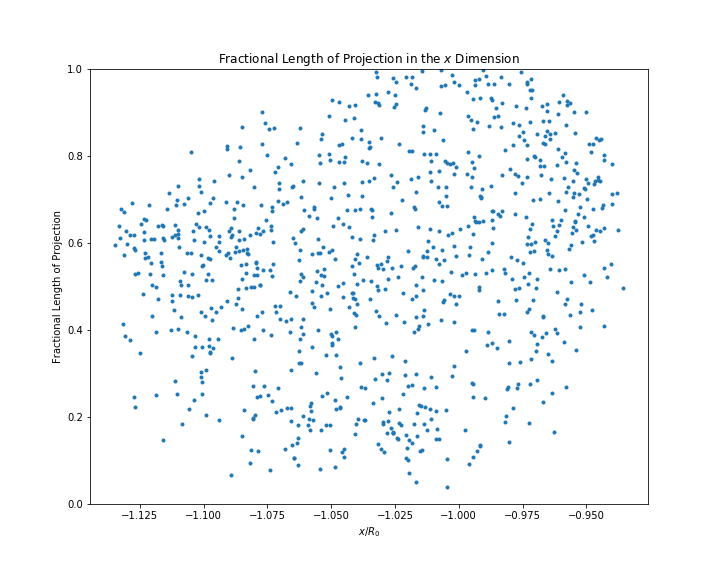 Fractional Length of Projection in the x Dimension
1.0
0.8
0.6
0.4
0.2
0.0
Fractional Length of Projection
−1.125 −1.100 −1.075 −1.050 −1.025 −1.000 −0.975 −0.950
x/R₀